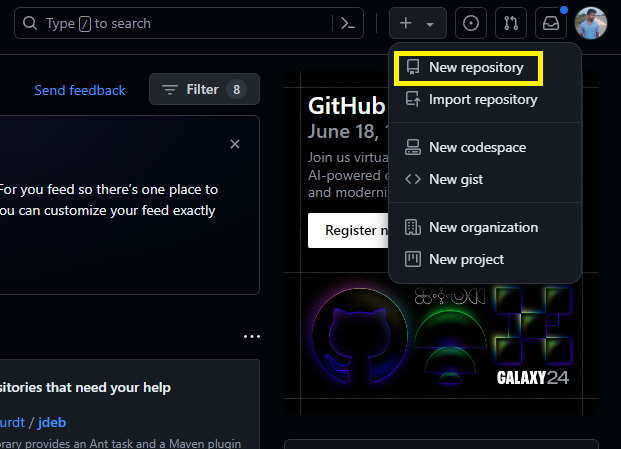 Type / to search
Send feedback
Filter 8
New repository
Import repository
New codespace
New gist
New organization
New project
For you feed so there's one place to
ou can customize your feed exactly
GitHub
June 18, 1
Join us virtua
AI-powered
and moderni
Register n
GALAXY24
sitories that need your help
urdt / jdeb
rary provides an Ant task and a Maven plugin